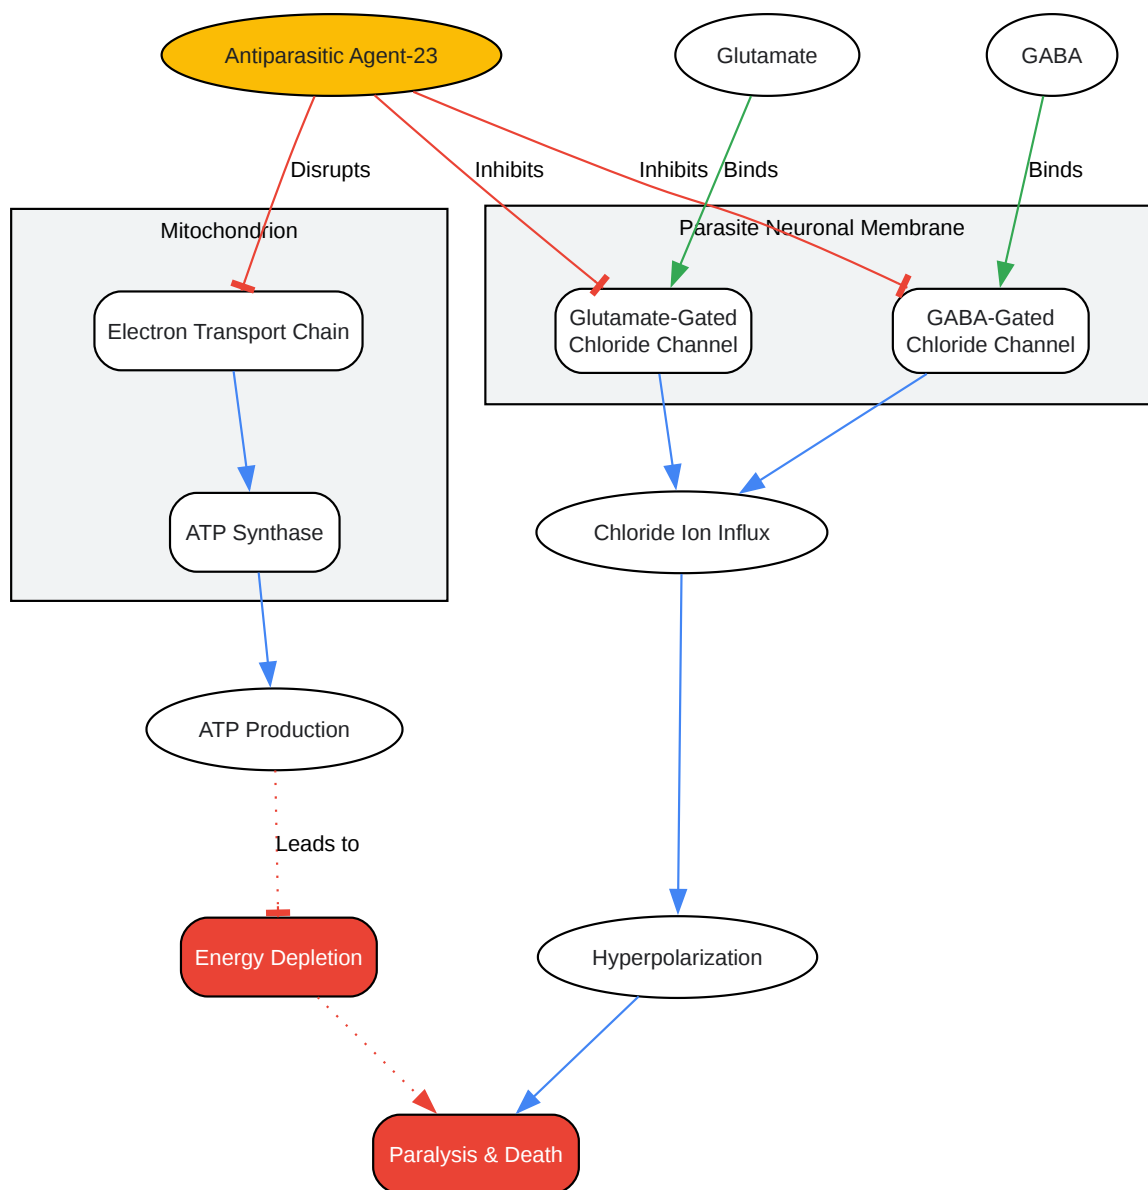 Antiparasitic Agent-23
Glutamate
GABA
Disrupts
Inhibits
Inhibits
Binds
Binds
Mitochondrion
Parasite Neuronal Membrane
Electron Transport Chain
Glutamate-Gated
Chloride Channel
GABA-Gated
Chloride Channel
ATP Synthase
Chloride Ion Influx
ATP Production
Leads to
Energy Depletion
Hyperpolarization
Paralysis & Death